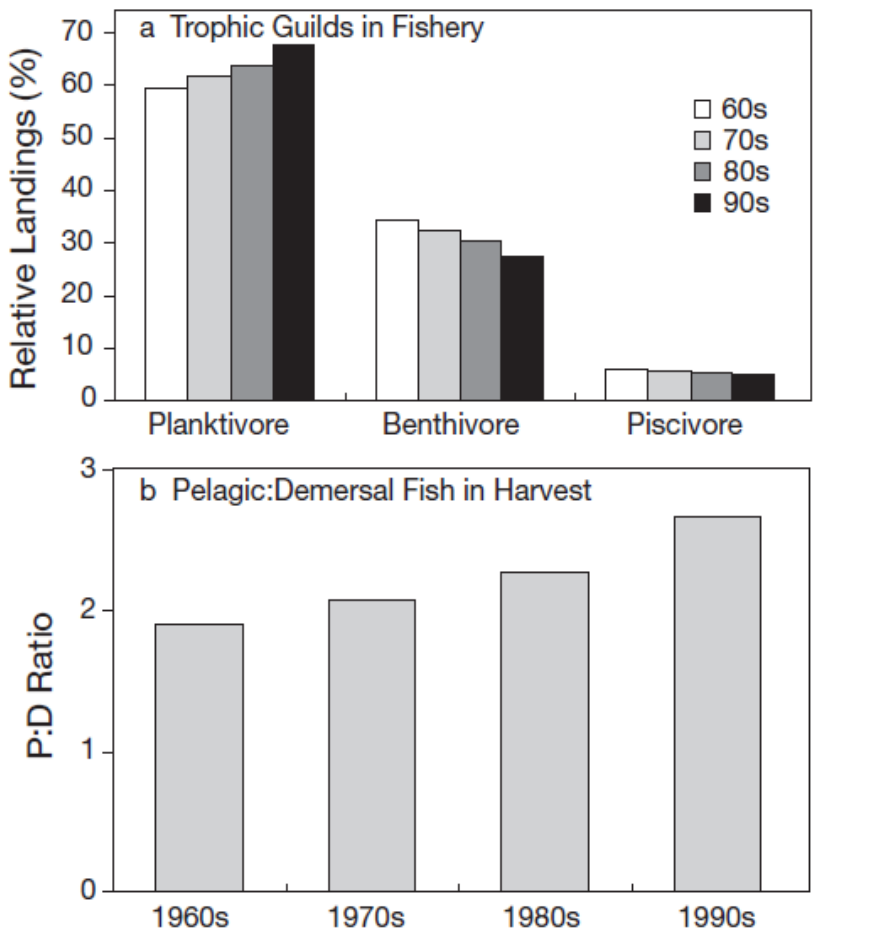 a Trophic Guilds in Fishery
Relative Landings (%)
70
60
50
40
30
20
10
0
60s
70s
80s
90s
Planktivore Benthivore Piscivore
b Pelagic:Demersal Fish in Harvest
P:D Ratio
3
2
1
0
1960s 1970s 1980s 1990s